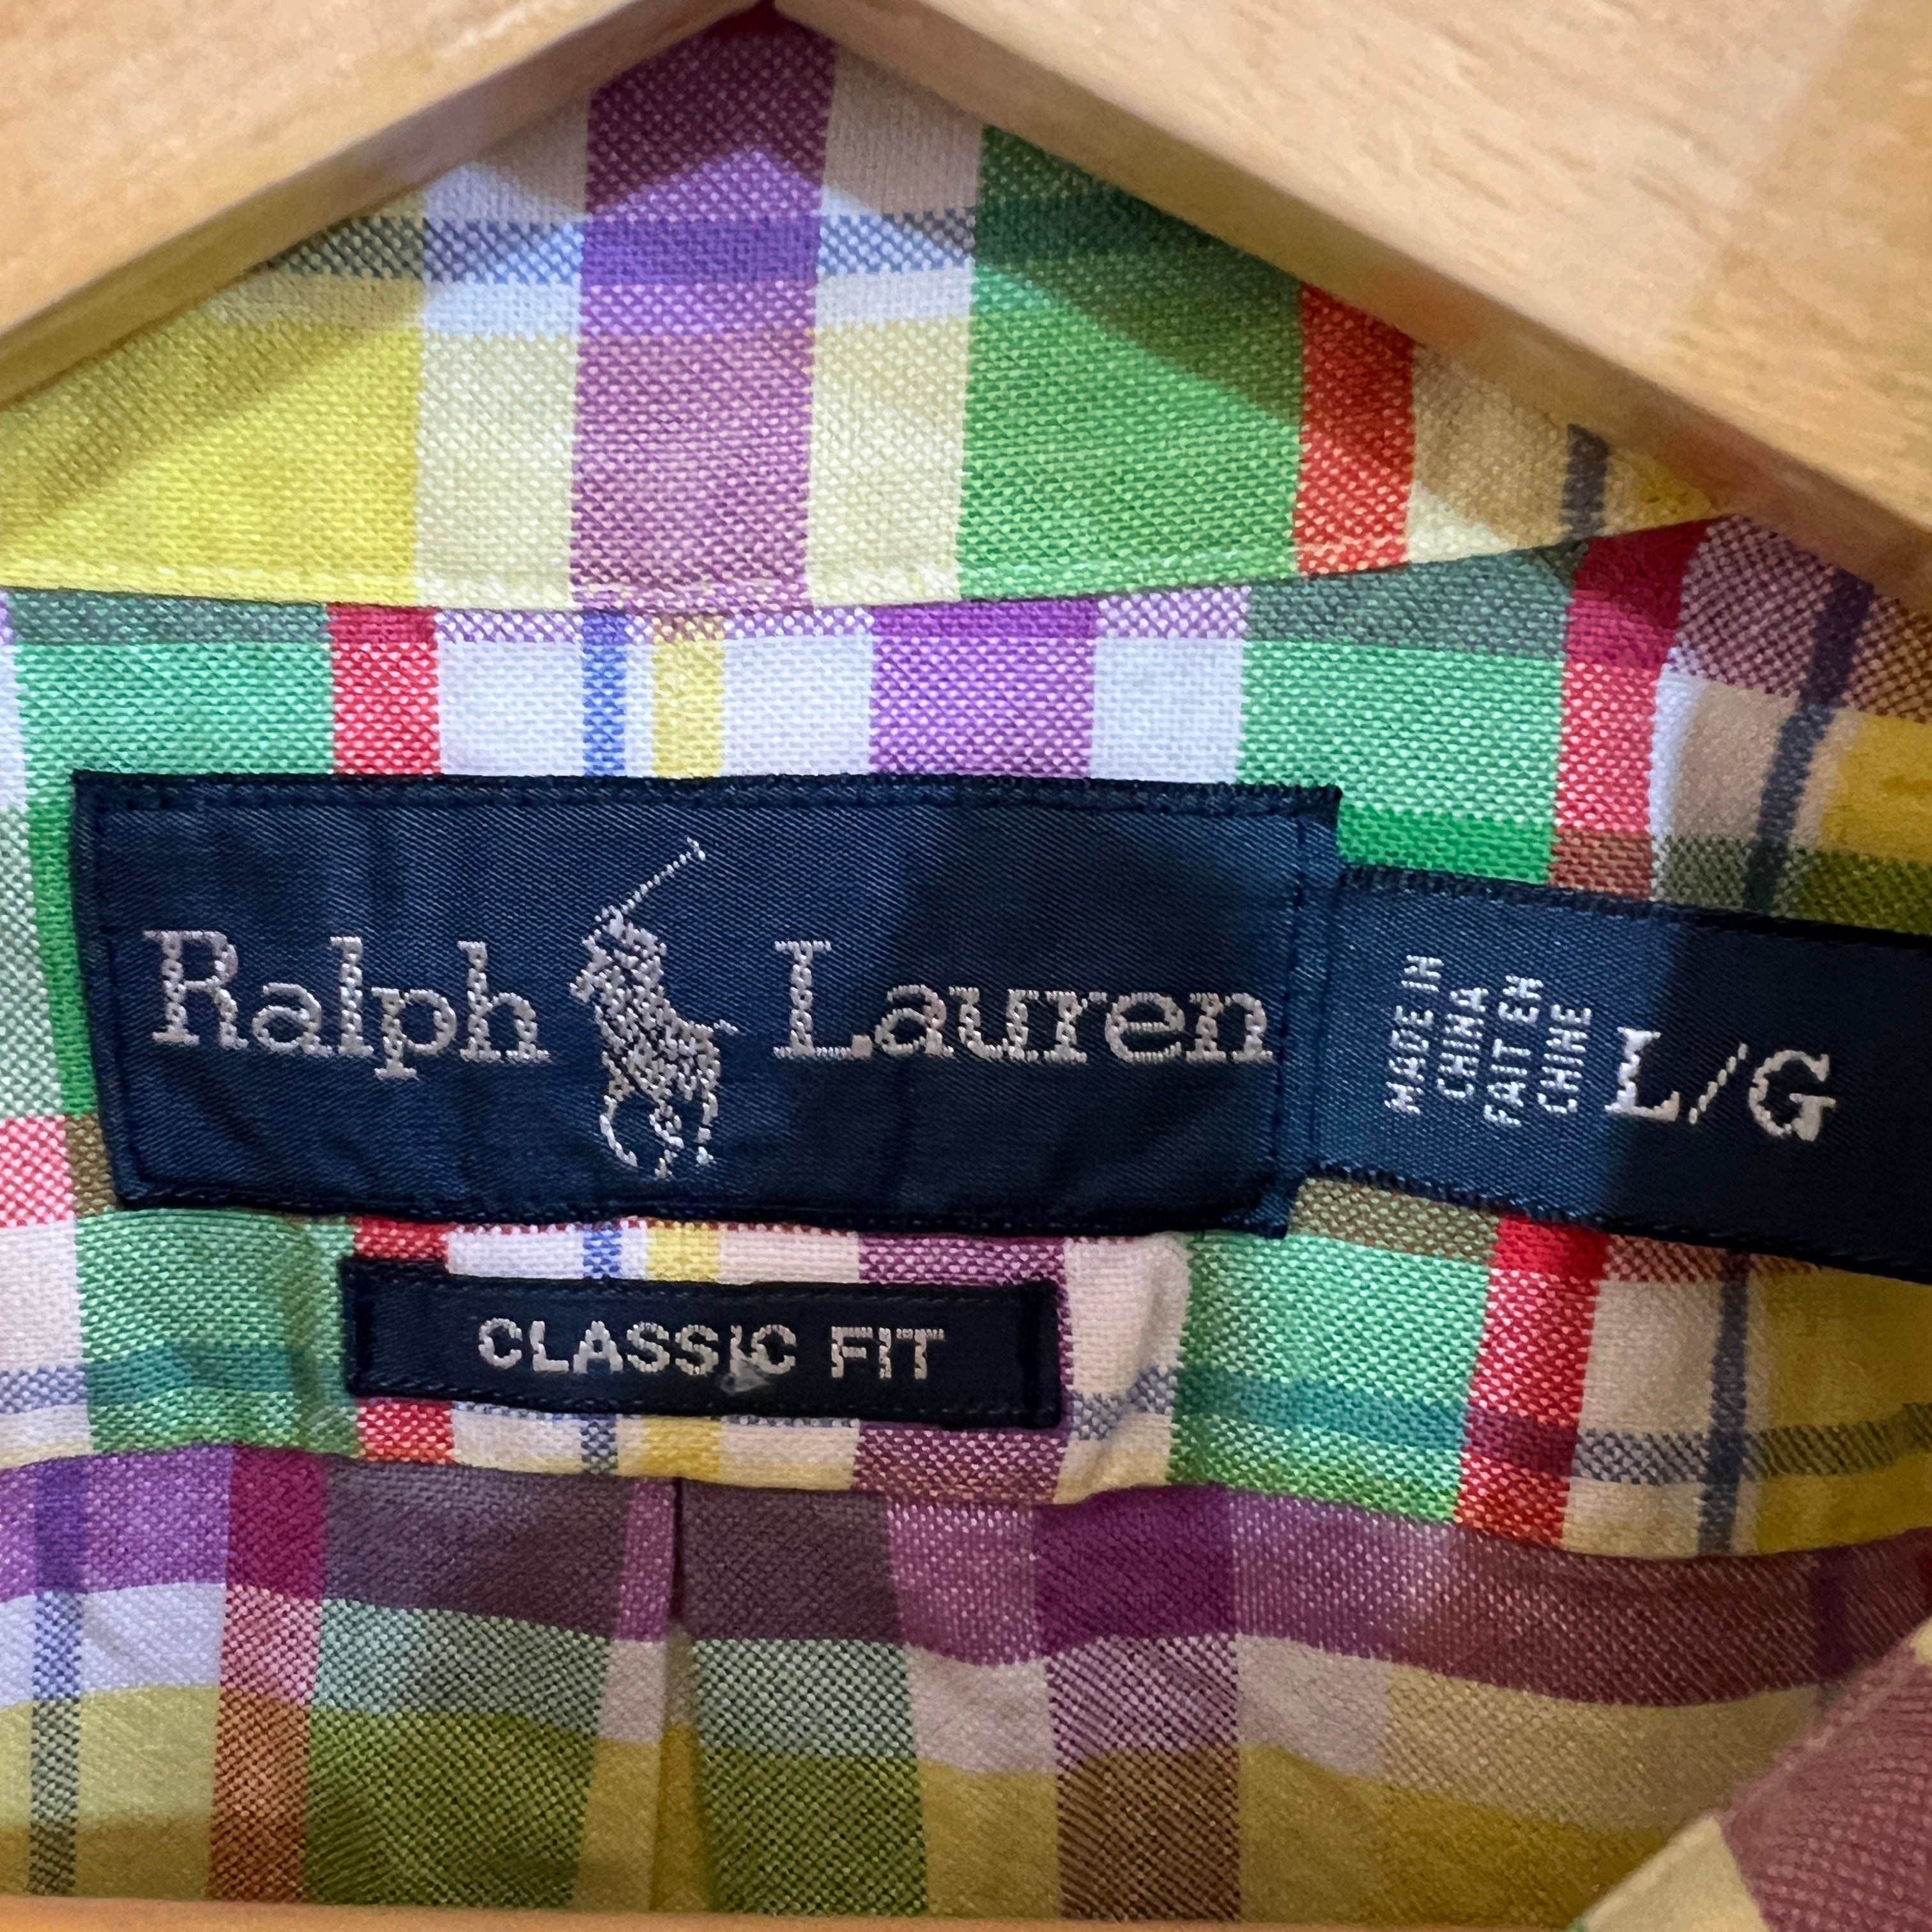 Ralph Lauren
MADE IN
CHINA
FAIT EN
CHINE
L/G
CLASSIC FIT